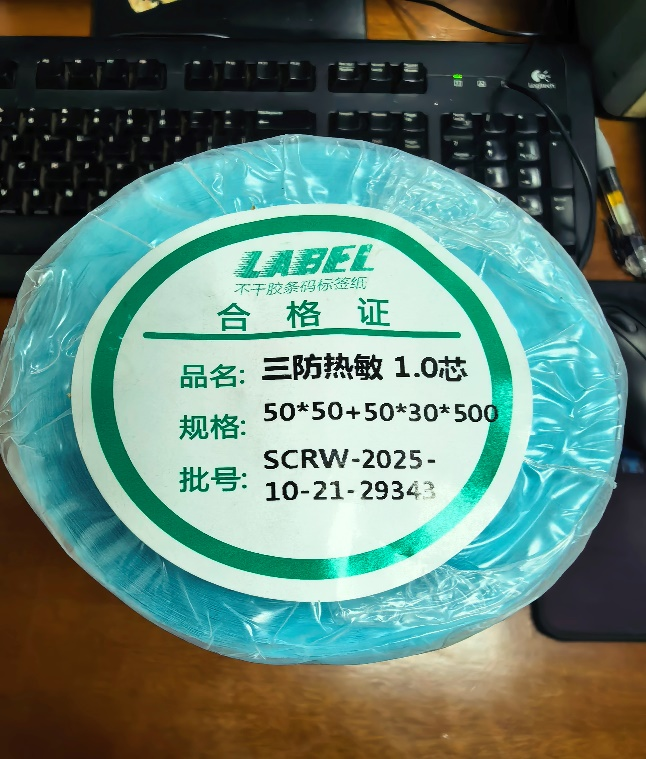 Logitech
LABEL
不干胶条码标签纸
合格证
品名: 三防热敏 1.0芯
规格: 50*50+50*30*500
批号: SCRW-2025-
10-21-29343